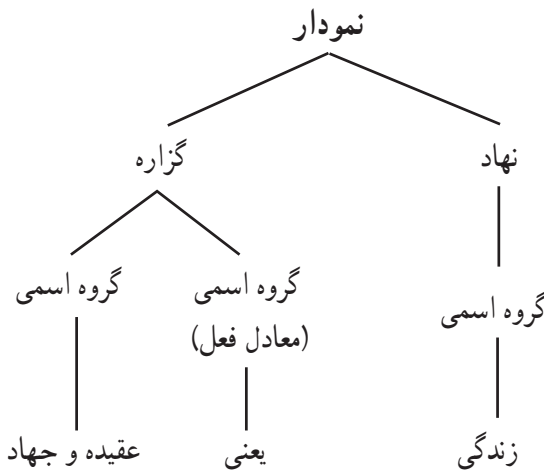 نمودار
نهاد
گزاره
گروه اسمی
گروه اسمی
(معادل فعل)
گروه اسمی
زندگی
یعنی
عقیده و جهاد